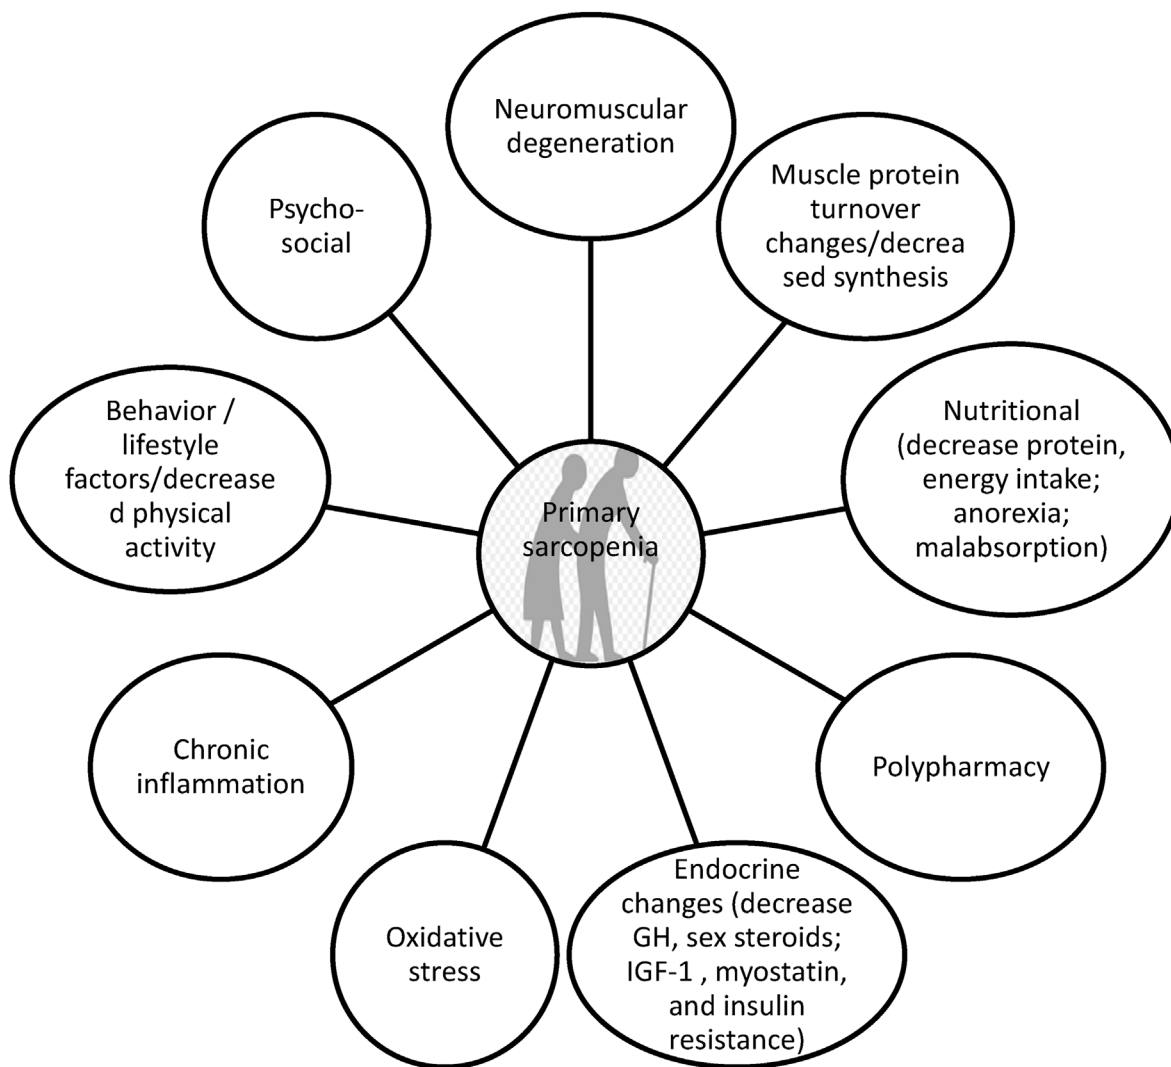 Neuromuscular
degeneration
Muscle protein
turnover
changes/decrea
sed synthesis
Nutritional
(decrease protein,
energy intake;
anorexia;
malabsorption)
Polypharmacy
Endocrine
changes (decrease
GH, sex steroids;
IGF-1 , myostatin,
and insulin
resistance)
Oxidative
stress
Chronic
inflammation
Behavior /
lifestyle
factors/decrease
d physical
activity
Psycho-
social
Primary
sarcopenia